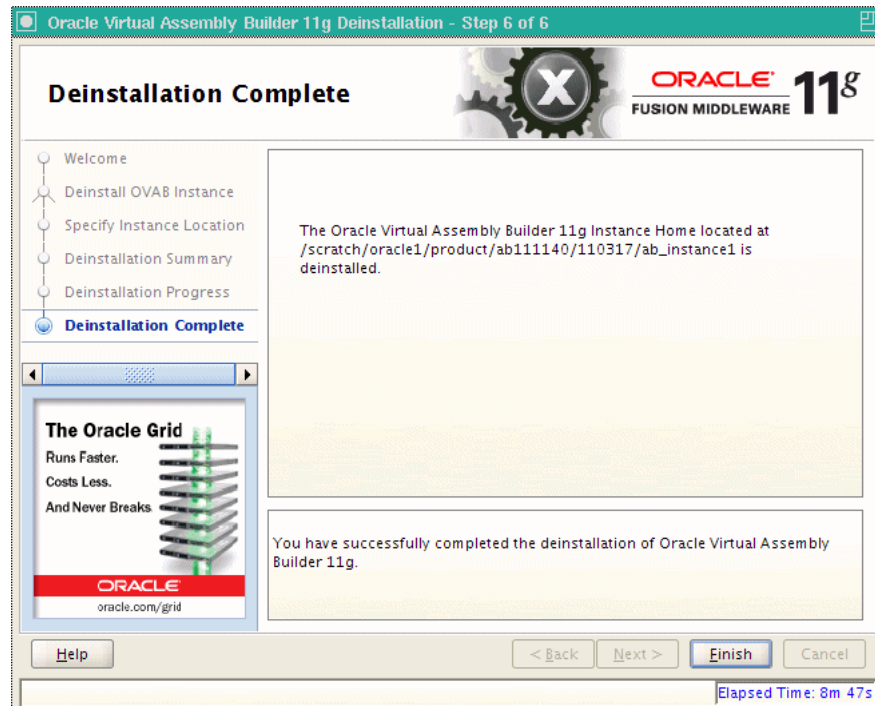 Oracle Virtual Assembly Builder 11g Deinstallation - Step 6 of 6
Deinstallation Complete
X
ORACLE
FUSION MIDDLEWARE
11g
Welcome
Deinstall OVAB Instance
Specify Instance Location
Deinstallation Summary
Deinstallation Progress
Deinstallation Complete
The Oracle Virtual Assembly Builder 11g Instance Home located at
/scratch/oracle1/product/ab111140/110317/ab_instance1 is
deinstalled.
The Oracle Grid
Runs Faster.
Costs Less.
And Never Breaks.
ORACLE
oracle.com/grid
You have successfully completed the deinstallation of Oracle Virtual Assembly
Builder 11g.
Help
< Back
Next >
Finish
Cancel
Elapsed Time: 8m 47s